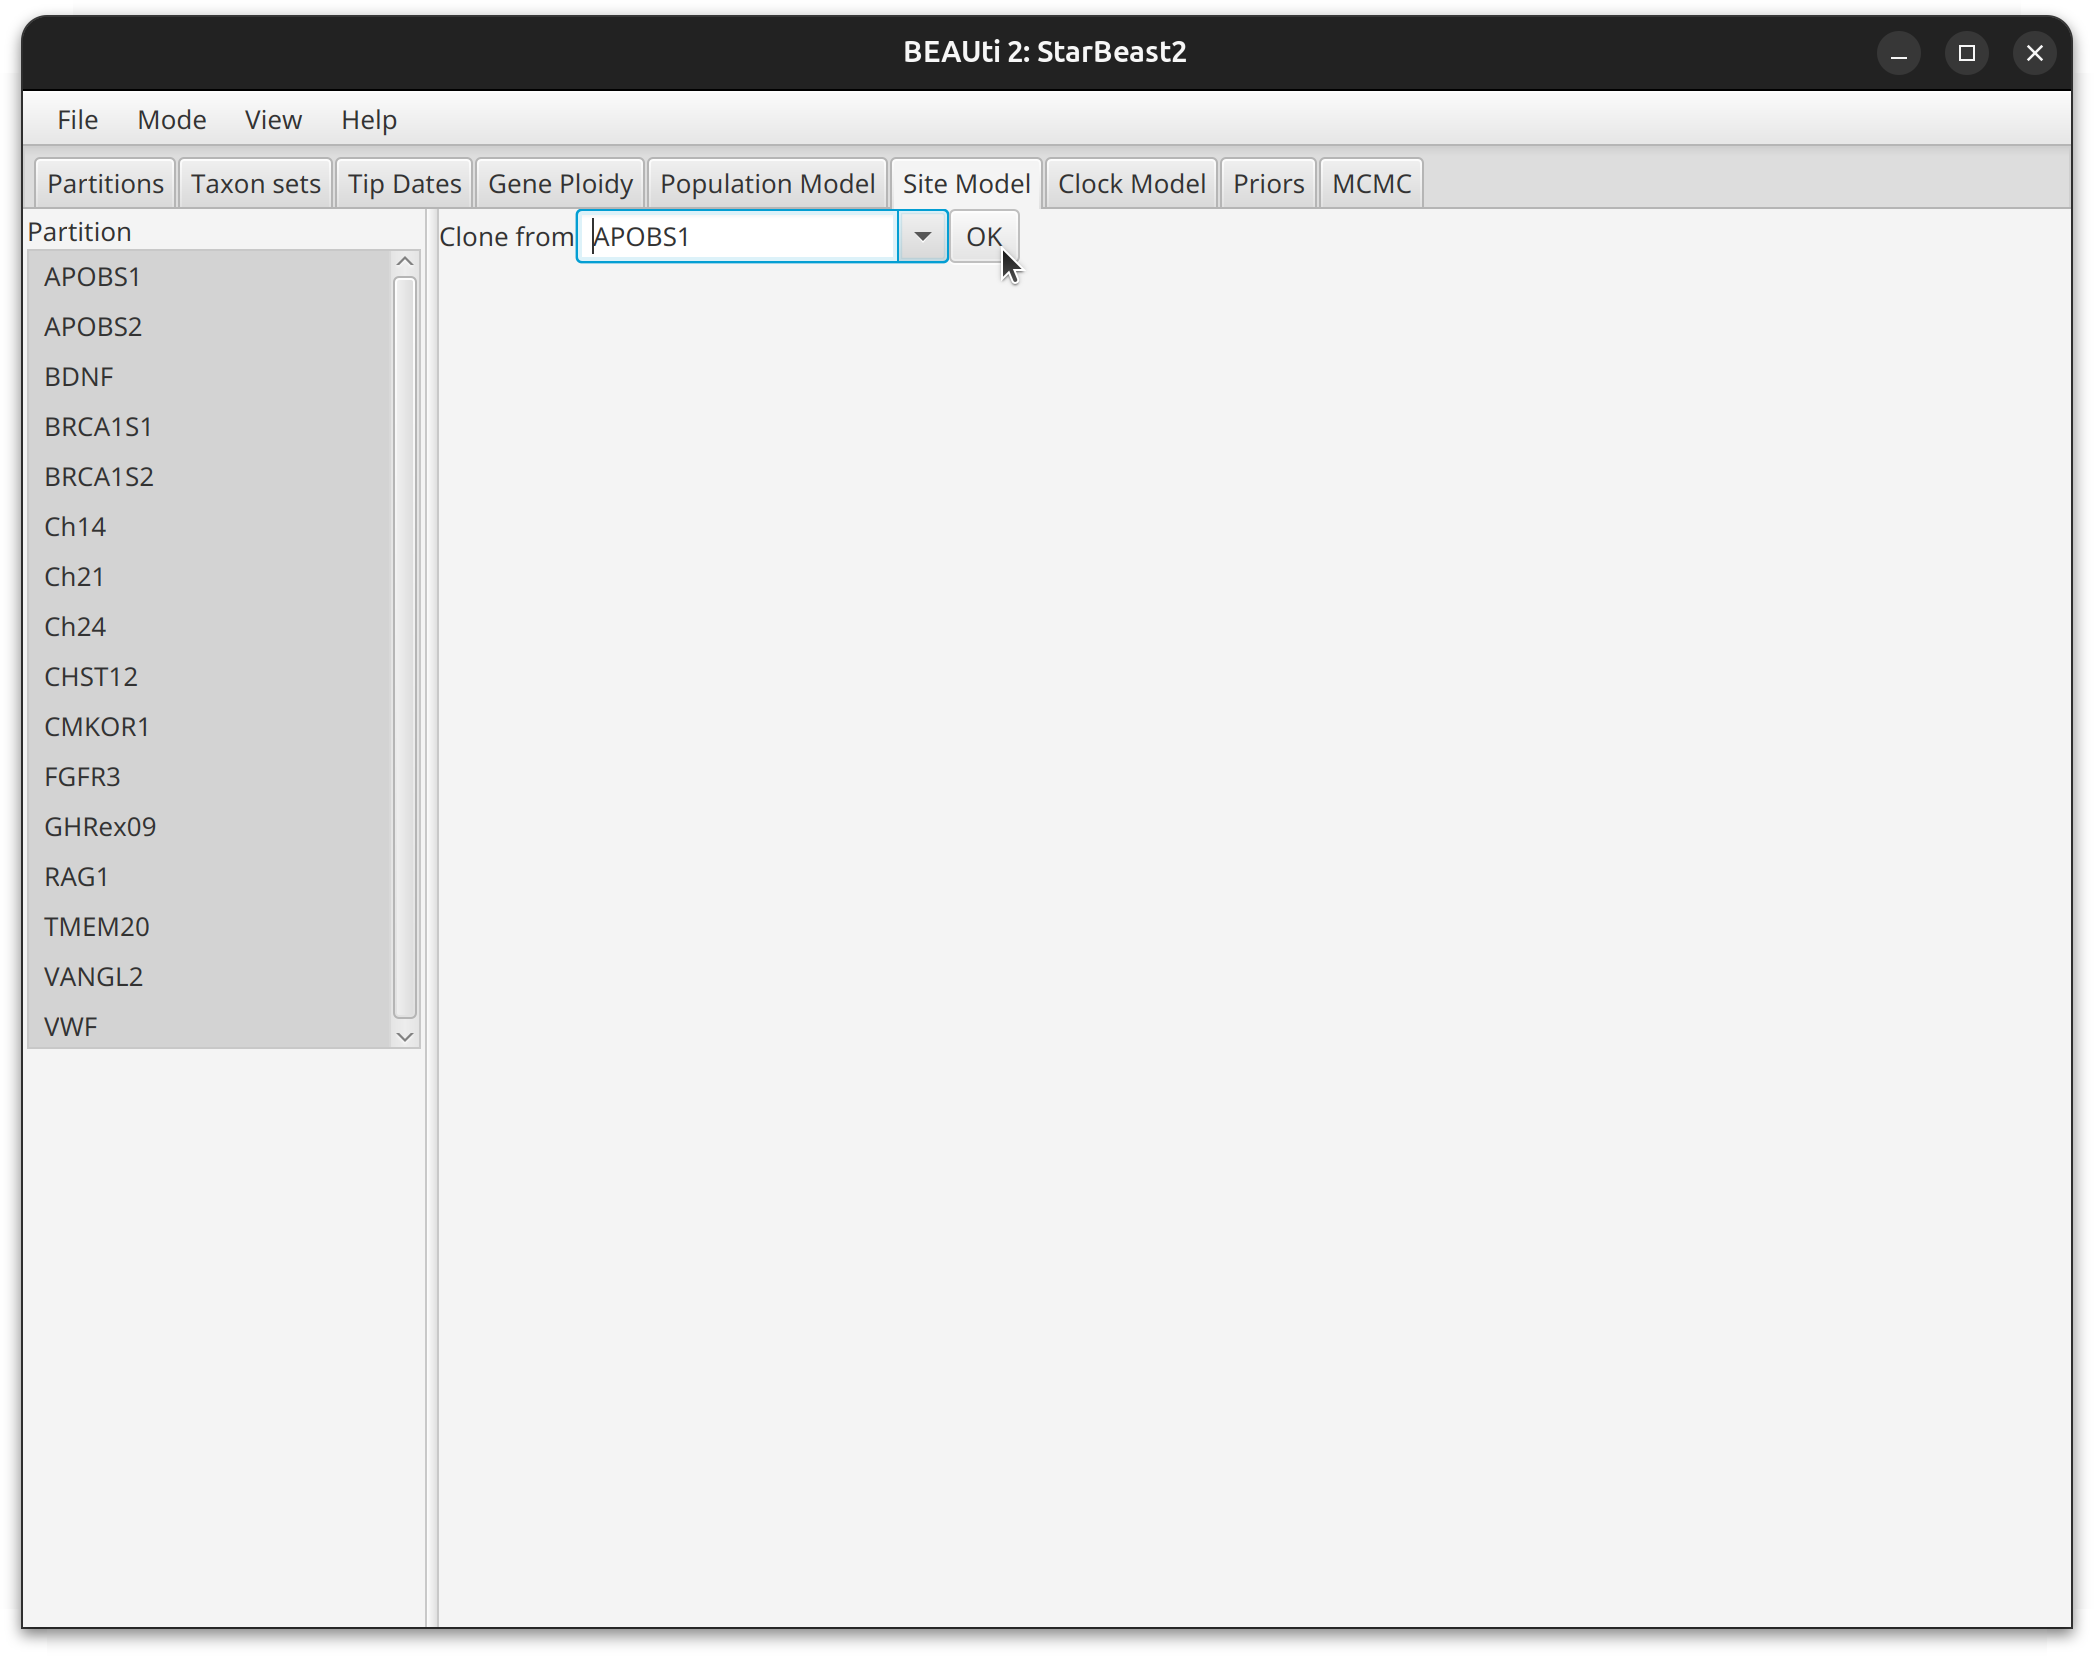 BEAUti 2: StarBeast2
File Mode View Help
Partitions Taxon sets Tip Dates Gene Ploidy Population Model Site Model Clock Model Priors MCMC
Partition
Clone from APOBS1 OK
APOBS1
APOBS2
BDNF
BRCA1S1
BRCA1S2
Ch14
Ch21
Ch24
CHST12
CMKOR1
FGFR3
GHRex09
RAG1
TMEM20
VANGL2
VWF